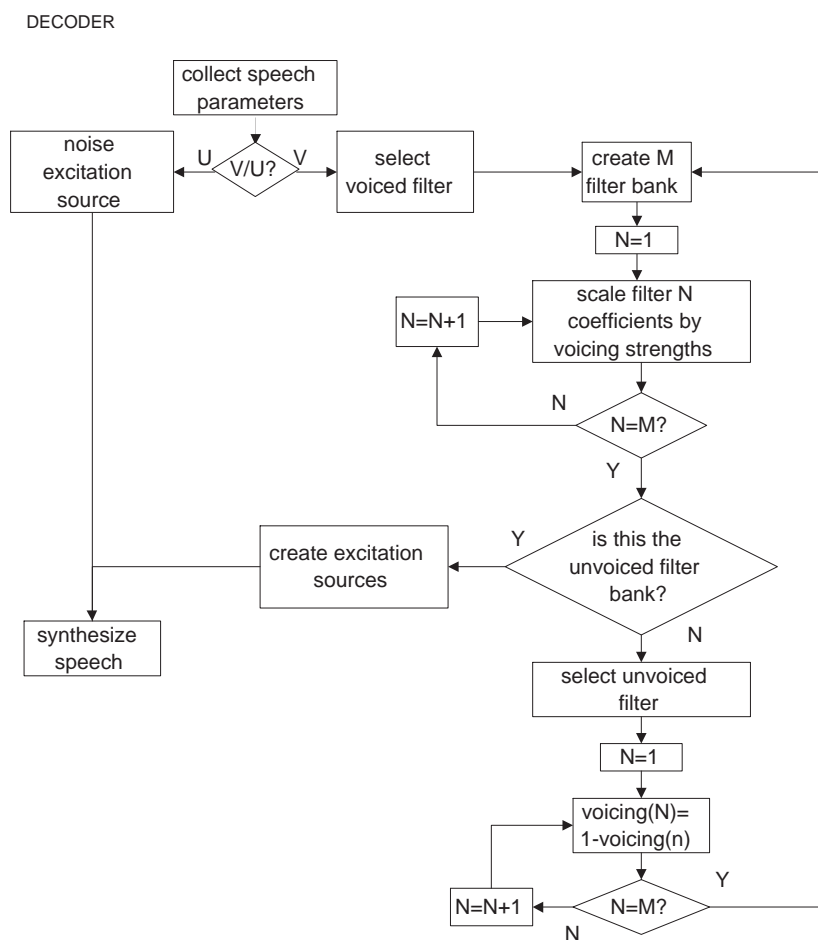 DECODER
collect speech
parameters
noise
excitation
source
U
V/U?
V
select
voiced filter
create M
filter bank
N=1
scale filter N
coefficients by
voicing strengths
N=N+1
N
N=M?
Y
is this the
unvoiced filter
bank?
Y
create excitation
sources
synthesize
speech
N
select unvoiced
filter
N=1
voicing(N)=
1-voicing(n)
N=M?
Y
N=N+1
N